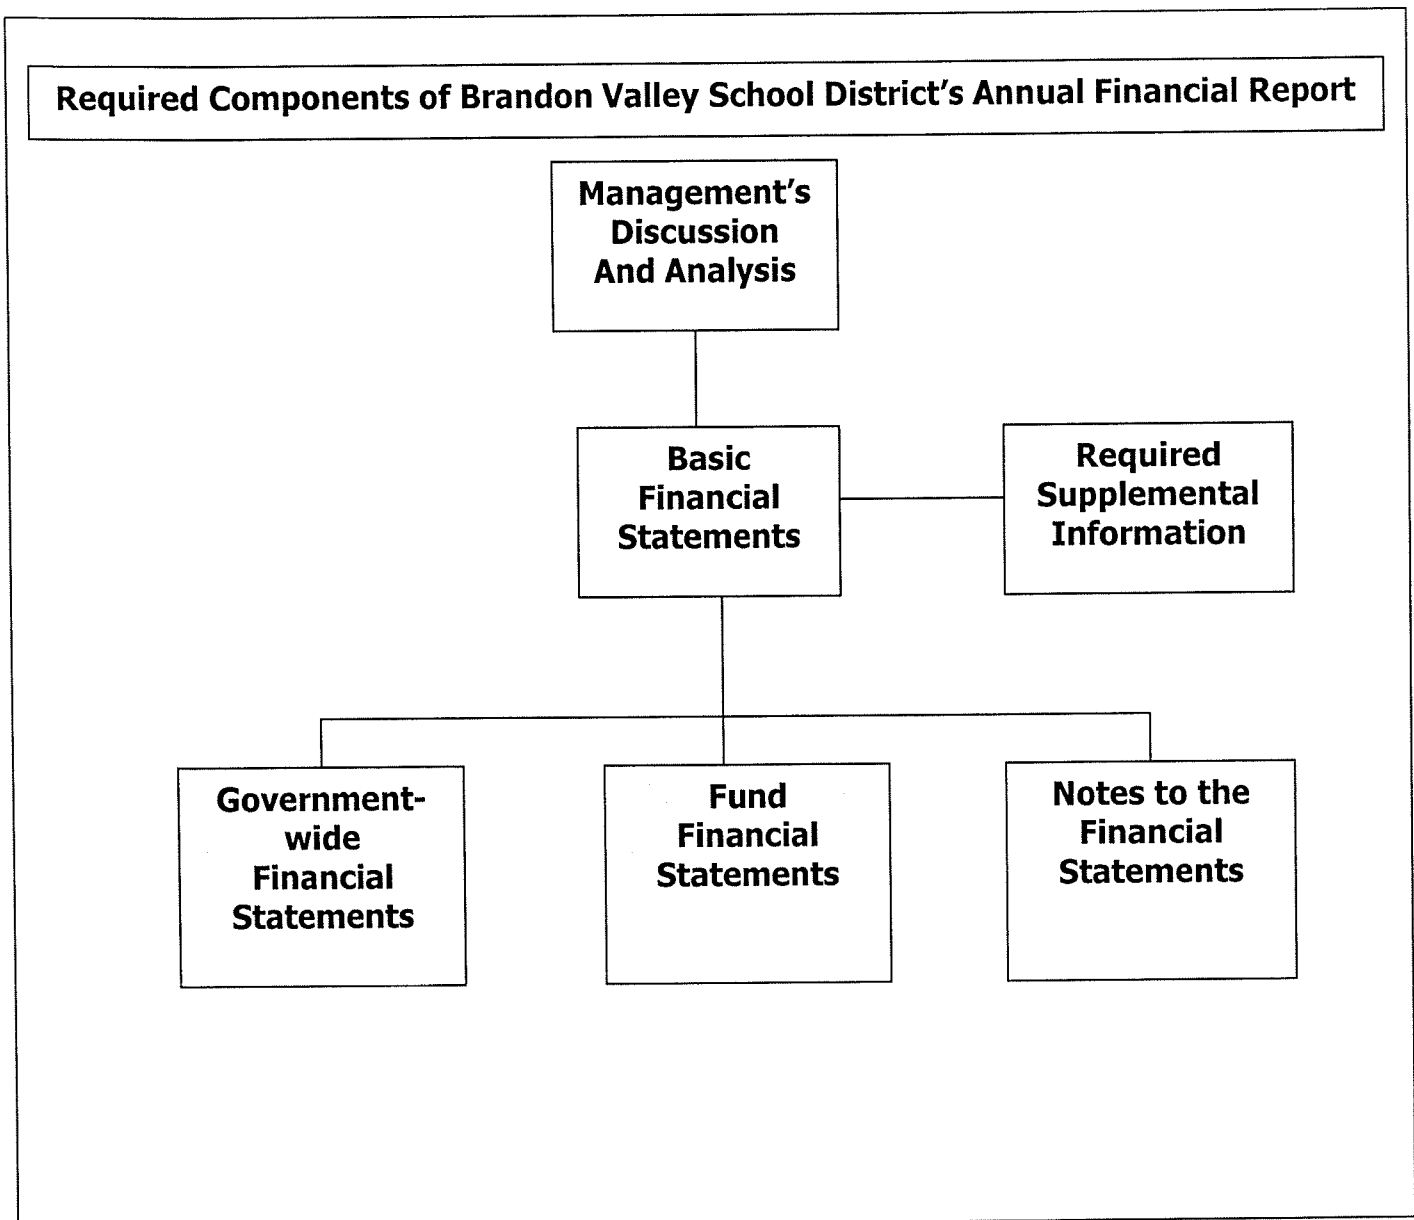 Required Components of Brandon Valley School District's Annual Financial Report
Management's
Discussion
And Analysis
Basic
Financial
Statements
Required
Supplemental
Information
Government-
wide
Financial
Statements
Fund
Financial
Statements
Notes to the
Financial
Statements